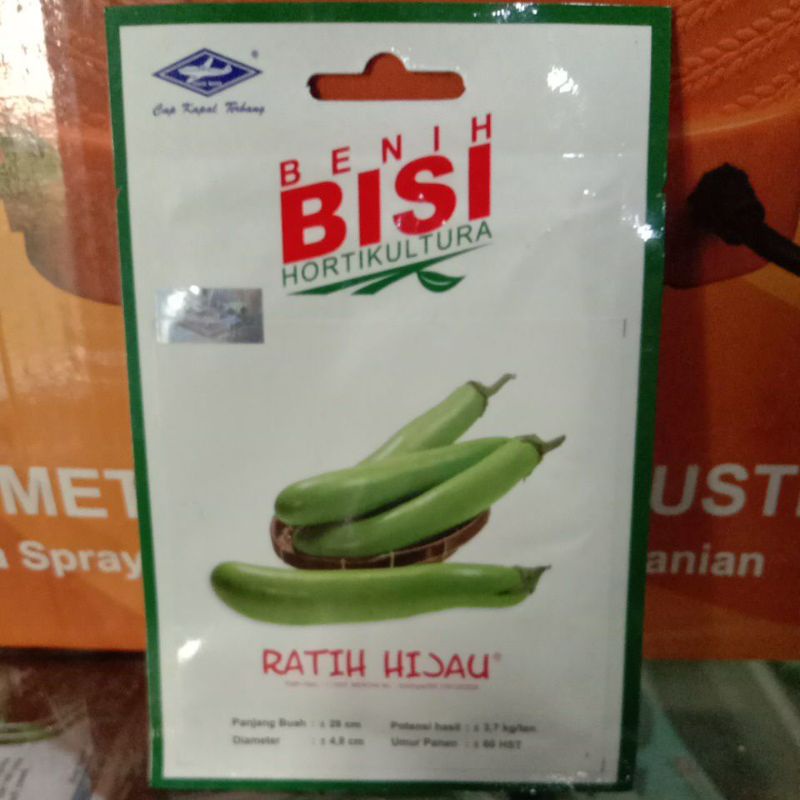 ®
Cap Kapal Terbang
BENIH
BISI
HORTIKULTURA
MET
UST
a Spray
anian
RATIH HIJAU®
Panjang Buah : ± 28 cm
Diameter : ± 4,8 cm
Potensi hasil : ± 3,7 kg/tan.
Umur Panen : ± 60 HST